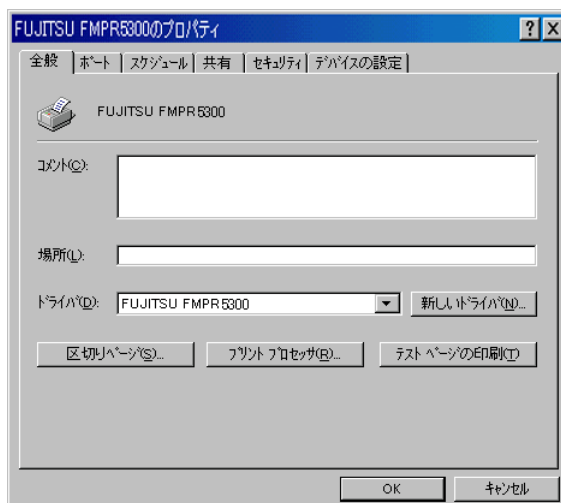 FUJITSU FMPR5300のプロパティ
全般 ポート スケジュール 共有 セキュリティ デバイスの設定
FUJITSU FMPR5300
コメント(C):
場所(L):
ドライバ(D): FUJITSU FMPR5300 新しいドライバ(N)...
区切りページ(S)... プリント プロセッサ(R)... テスト ページの印刷(T)
OK キャンセル